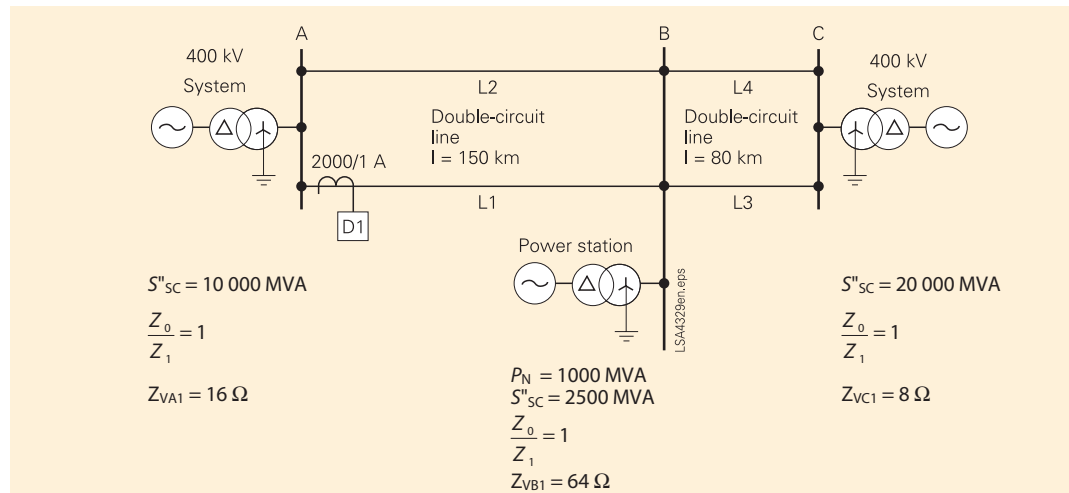 A
B
C
400 kV
System
400 kV
System
L2
L4
Double-circuit
line
l = 150 km
Double-circuit
line
l = 80 km
2000/1 A
L1
L3
D1
Power station
LSA4329en.eps
S"SC = 10 000 MVA
Z0
/
Z1
= 1
ZVA1 = 16 Ω
PN = 1000 MVA
S"SC = 2500 MVA
Z0
/
Z1
= 1
ZVB1 = 64 Ω
S"SC = 20 000 MVA
Z0
/
Z1
= 1
ZVC1 = 8 Ω